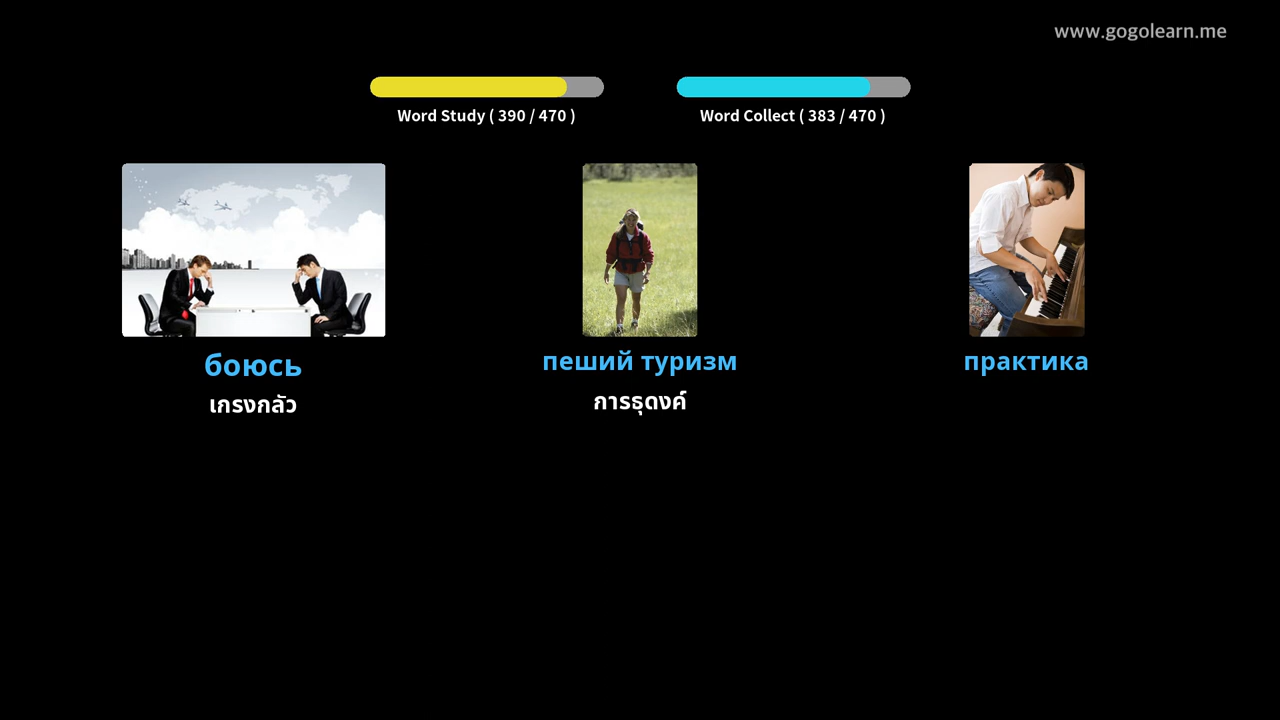 www.gogolearn.me
Word Study ( 390 / 470 )
Word Collect ( 383 / 470 )
боюсь
เกรงกลัว
пеший туризм
การธุดงค์
практика